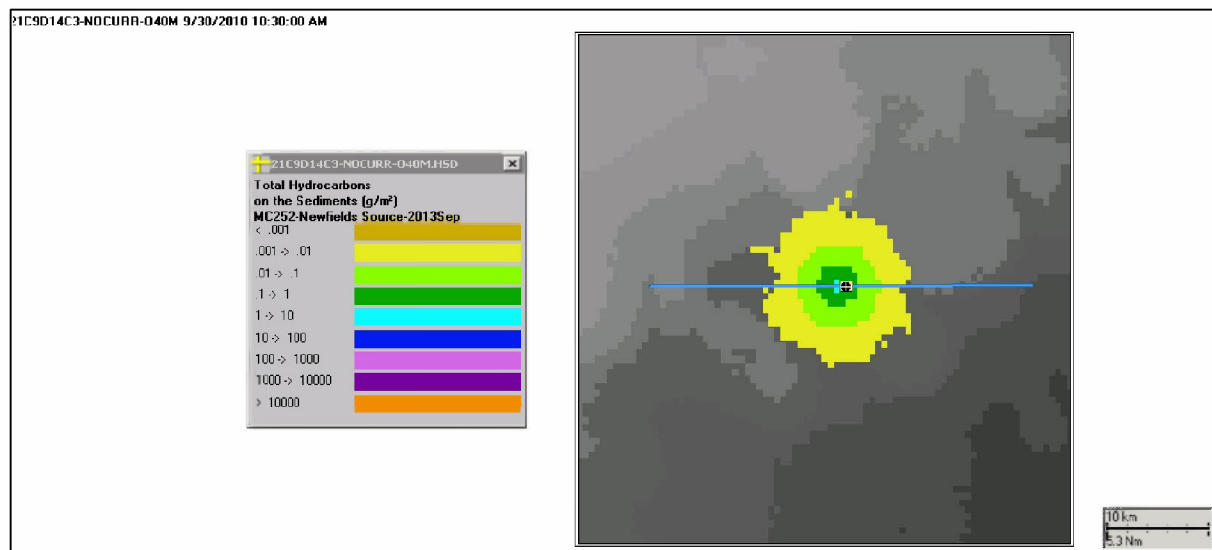 21C9D14C3-NOCURR-O40M 9/30/2010 10:30:00 AM
21C9D14C3-NOCURR-O40M.HSD
Total Hydrocarbons
on the Sediments (g/m²)
MC252-Newfields Source-2013Sep
< .001
.001 -> .01
.01 -> .1
.1 -> 1
1 -> 10
10 -> 100
100 -> 1000
1000 -> 10000
> 10000
10 km
5.3 Nm